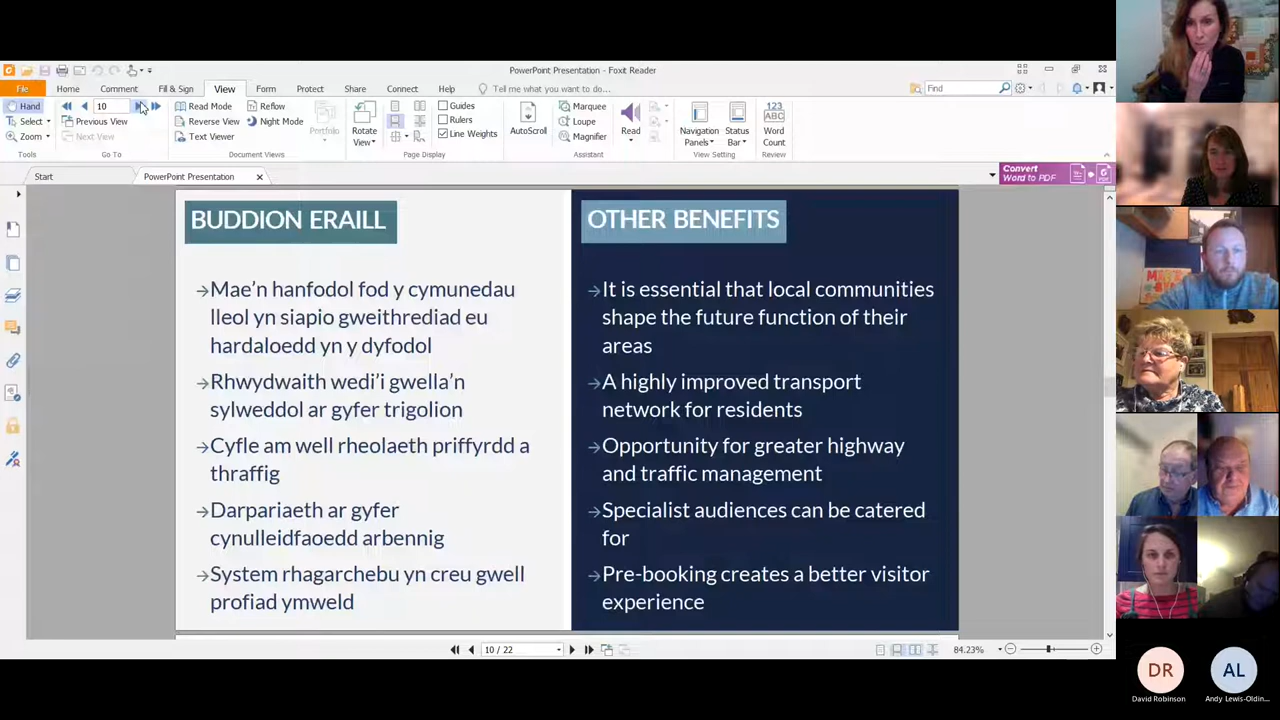 PowerPoint Presentation - Foxit Reader
File Home Comment Fill & Sign View Form Protect Share Connect Help Tell me what you want to do... Find
Hand 10 Read Mode Reflow Guides Marquee 123
Select Previous View Reverse View Night Mode Rulers Loupe ABC
Zoom Next View Text Viewer Portfolio Rotate View Line Weights AutoScroll Magnifier Read Navigation Panels Status Bar Word Count
Tools Go To Document Views Page Display Assistant View Setting Review
Start PowerPoint Presentation Convert
Word to PDF
BUDDION ERAILL
Mae'n hanfodol fod y cymunedau
lleol yn siapio gweithrediad eu
hardaloedd yn y dyfodol
Rhwydwaith wedi'i gwella'n
sylweddol ar gyfer trigolion
Cyfle am well rheolaeth priffyrdd a
thraffig
Darpariaeth ar gyfer
cynulleidfaoedd arbennig
System rhagarchebu yn creu gwell
profiad ymweld
OTHER BENEFITS
It is essential that local communities
shape the future function of their
areas
A highly improved transport
network for residents
Opportunity for greater highway
and traffic management
Specialist audiences can be catered
for
Pre-booking creates a better visitor
experience
10 / 22 84.23%
DR AL
David Robinson Andy Lewis-Oldin...